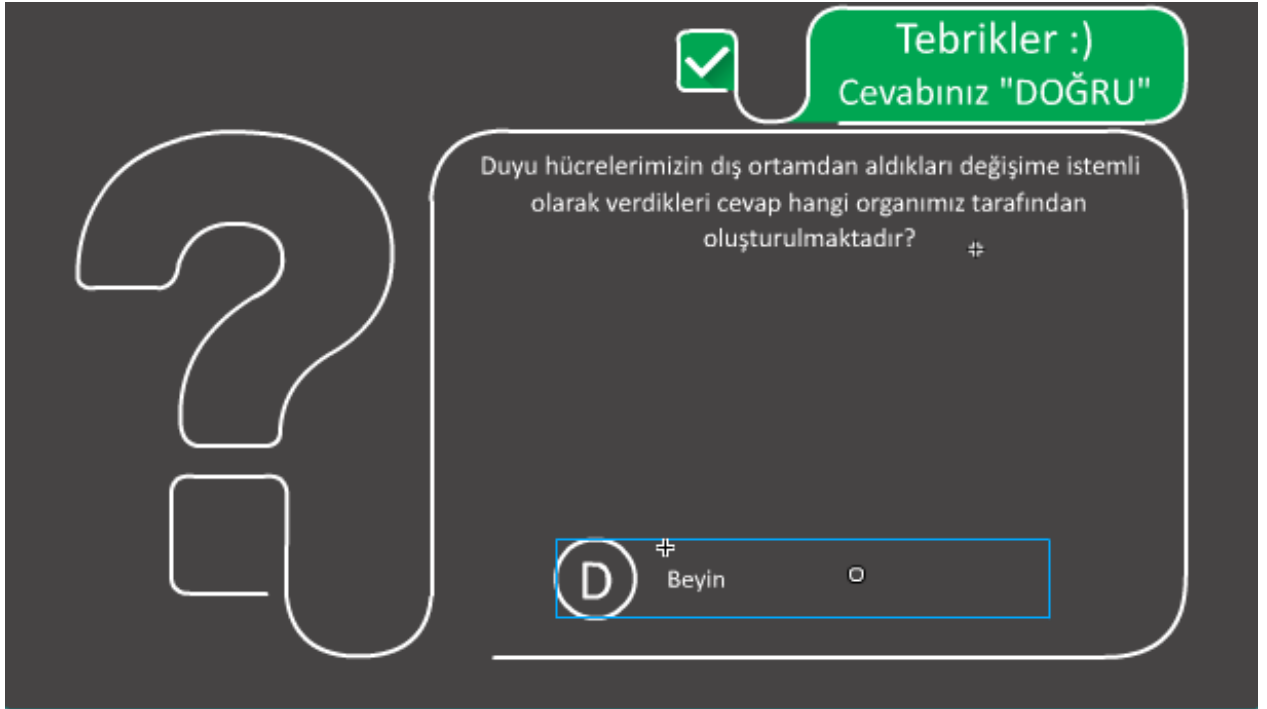 Tebrikler :)
Cevabınız "DOĞRU"
Duyu hücrelerimizin dış ortamdan aldıkları değişime istemli
olarak verdikleri cevap hangi organımız tarafından
oluşturulmaktadır?
D Beyin